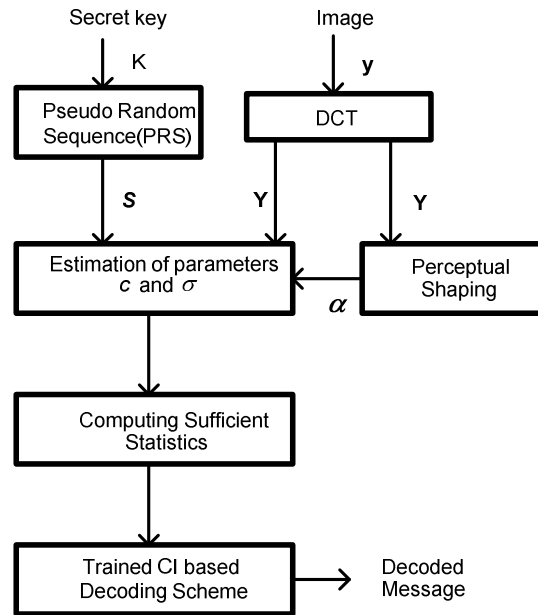 Secret key
Image
K
y
Pseudo Random
Sequence(PRS)
DCT
S
Y
Y
Estimation of parameters
c and σ
α
Perceptual
Shaping
Computing Sufficient
Statistics
Trained CI based
Decoding Scheme
Decoded
Message